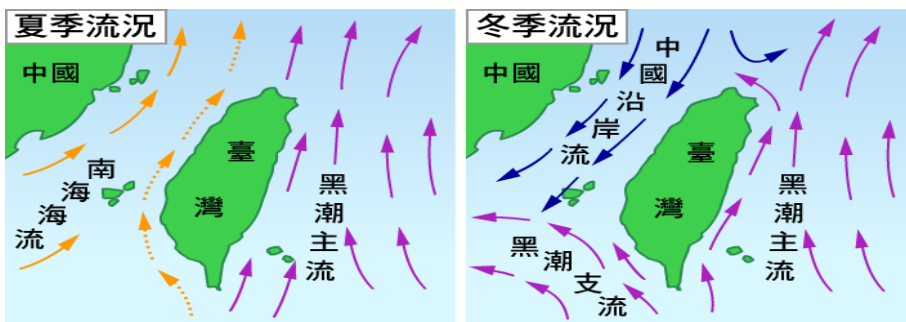 夏季流況
中國
臺灣
南海海流
黑潮主流
冬季流況
中國
中國沿岸流
臺灣
黑潮主流
黑潮支流